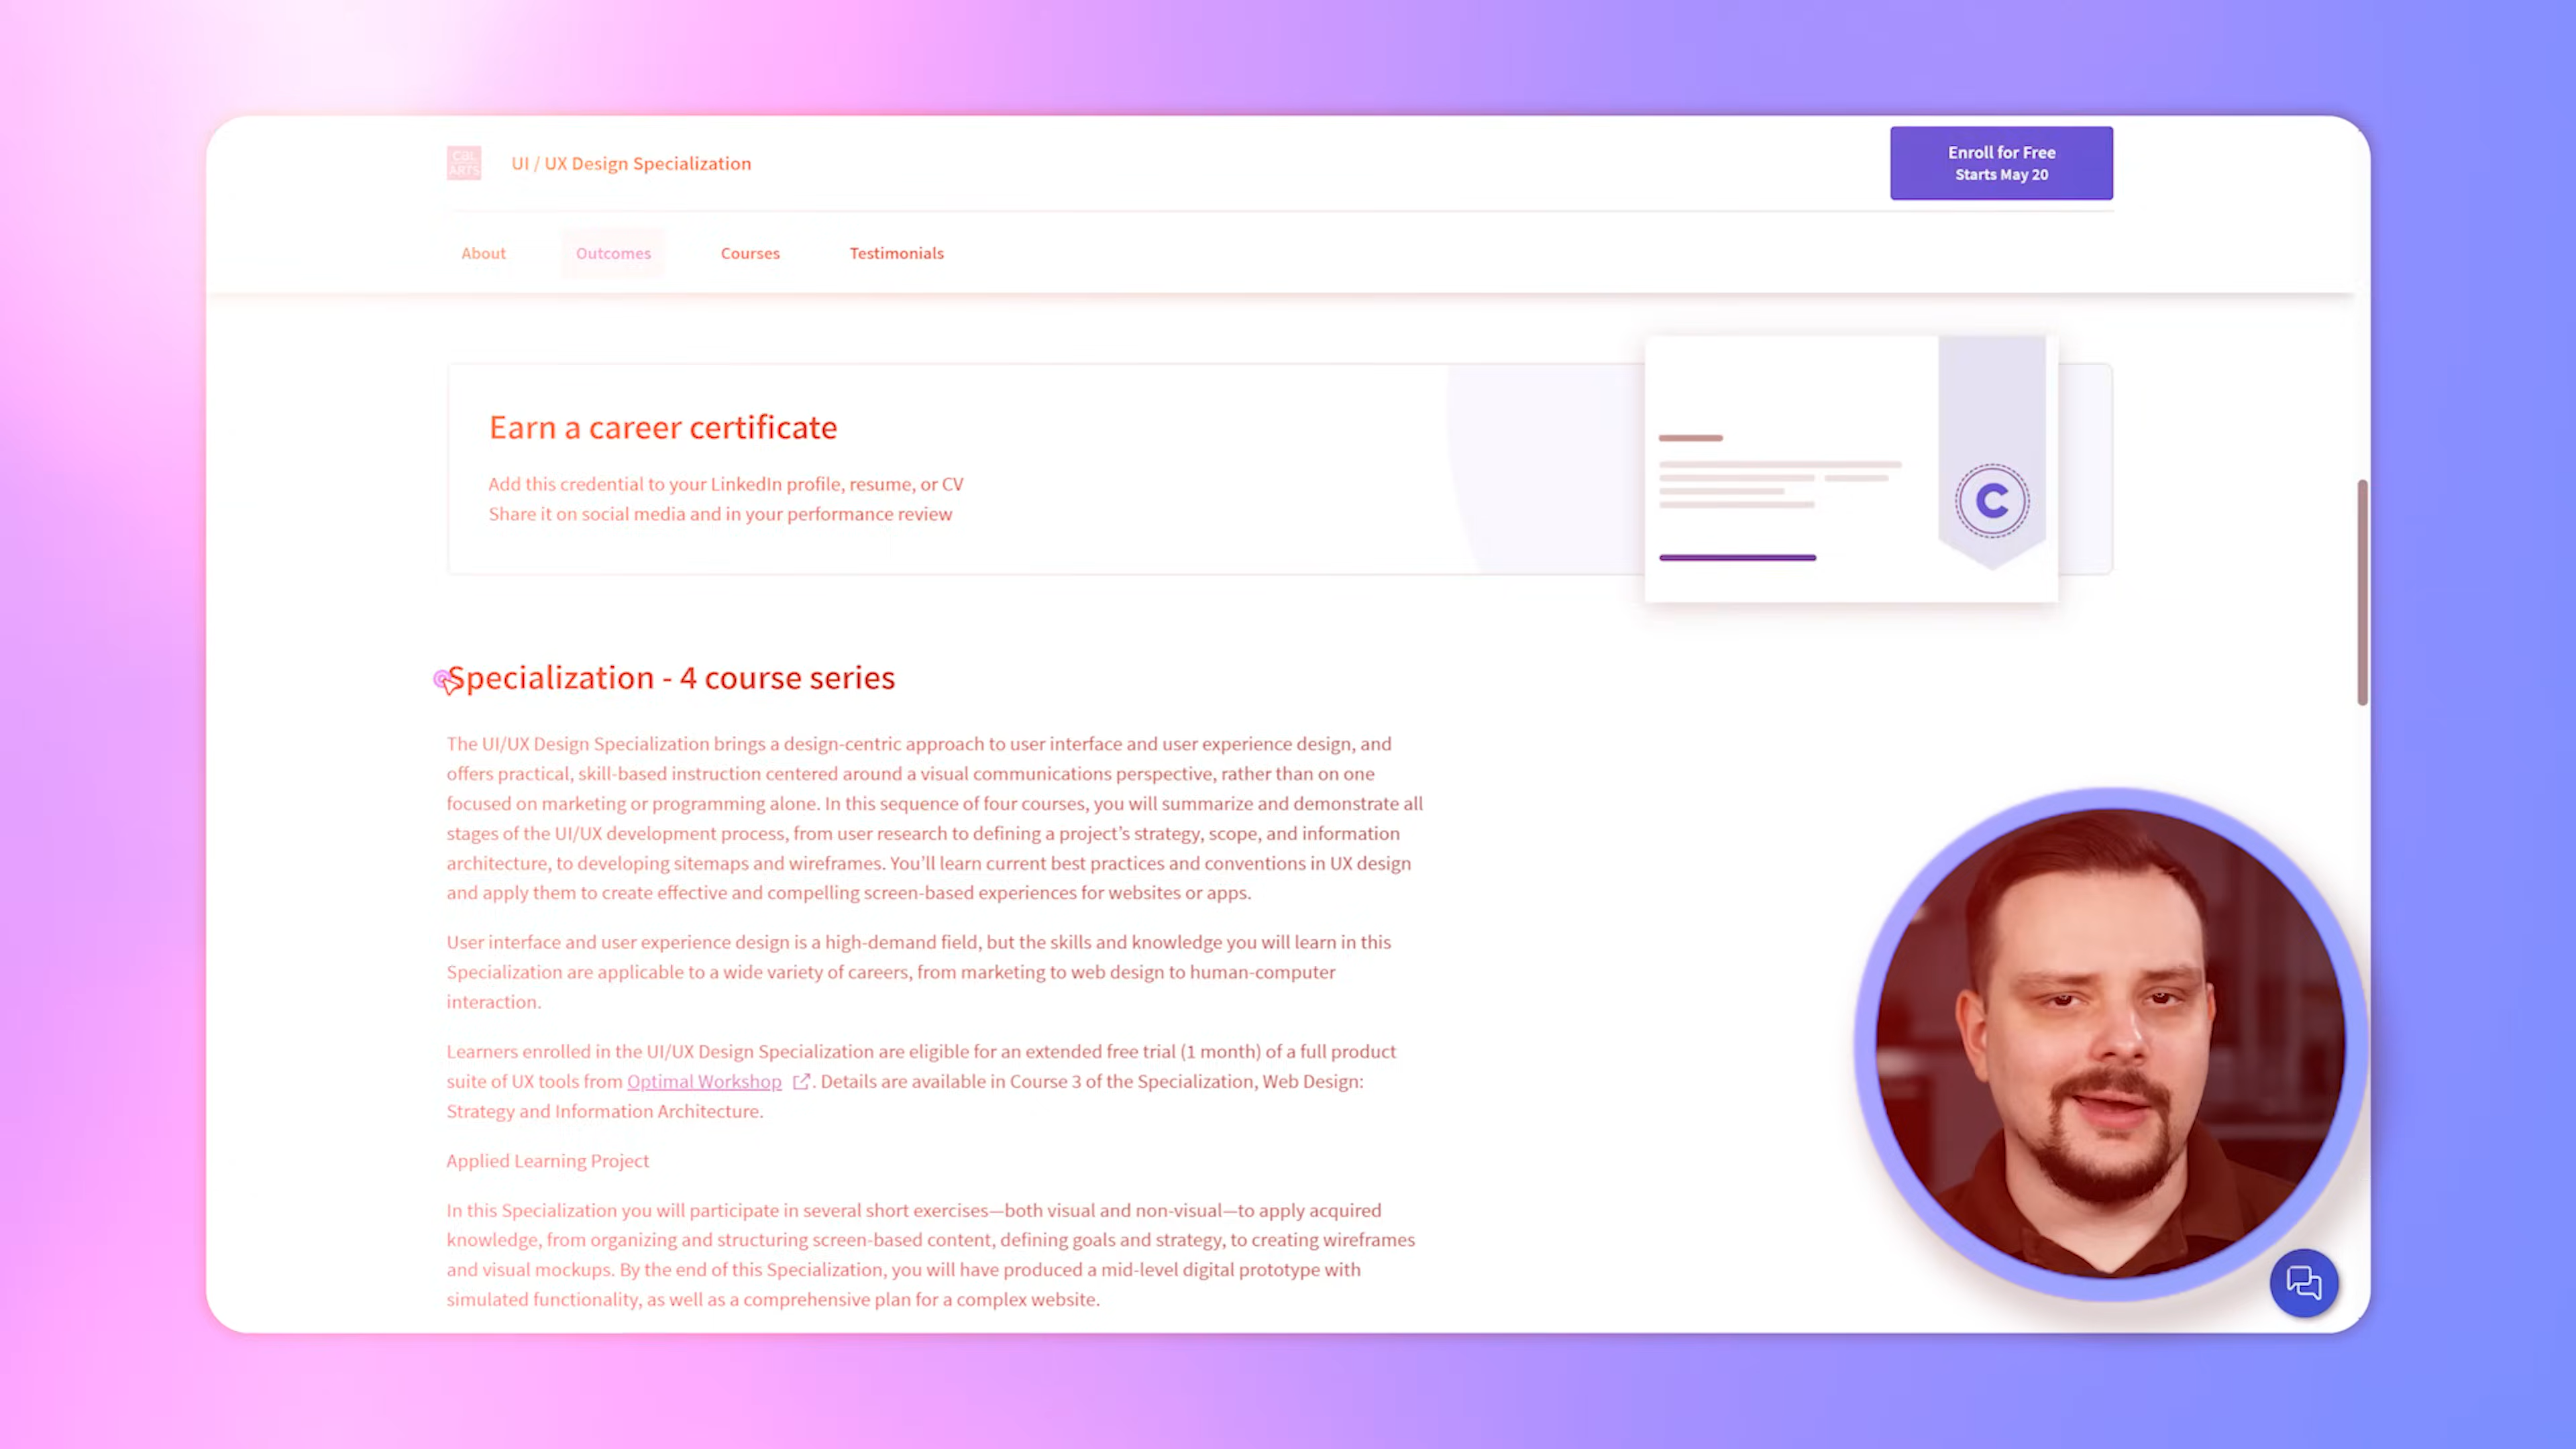 CAL
ARTS
UI / UX Design Specialization
Enroll for Free
Starts May 20
About
Outcomes
Courses
Testimonials
Earn a career certificate
Add this credential to your LinkedIn profile, resume, or CV
Share it on social media and in your performance review
C
Specialization - 4 course series
The UI/UX Design Specialization brings a design-centric approach to user interface and user experience design, and
offers practical, skill-based instruction centered around a visual communications perspective, rather than on one
focused on marketing or programming alone. In this sequence of four courses, you will summarize and demonstrate all
stages of the UI/UX development process, from user research to defining a project’s strategy, scope, and information
architecture, to developing sitemaps and wireframes. You’ll learn current best practices and conventions in UX design
and apply them to create effective and compelling screen-based experiences for websites or apps.
User interface and user experience design is a high-demand field, but the skills and knowledge you will learn in this
Specialization are applicable to a wide variety of careers, from marketing to web design to human-computer
interaction.
Learners enrolled in the UI/UX Design Specialization are eligible for an extended free trial (1 month) of a full product
suite of UX tools from Optimal Workshop. Details are available in Course 3 of the Specialization, Web Design:
Strategy and Information Architecture.
Applied Learning Project
In this Specialization you will participate in several short exercises—both visual and non-visual—to apply acquired
knowledge, from organizing and structuring screen-based content, defining goals and strategy, to creating wireframes
and visual mockups. By the end of this Specialization, you will have produced a mid-level digital prototype with
simulated functionality, as well as a comprehensive plan for a complex website.